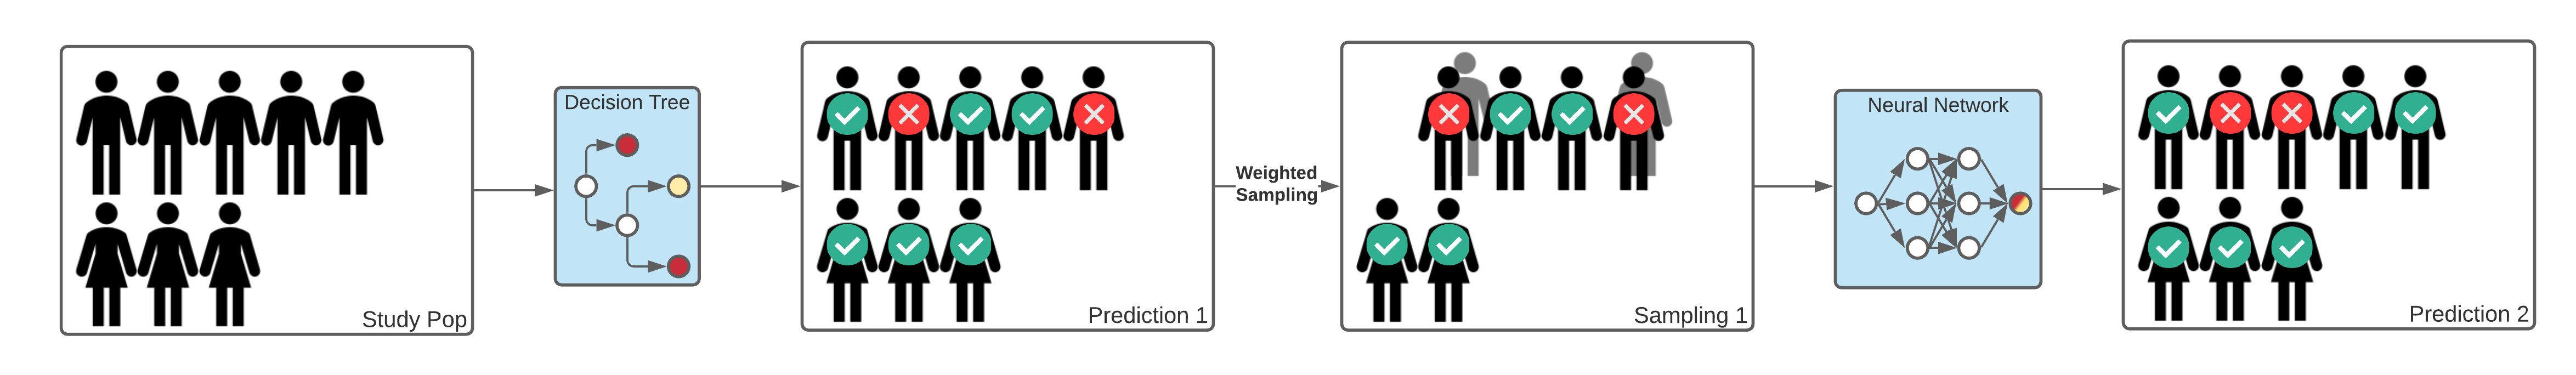 Study Pop
Decision Tree
Prediction 1
Weighted
Sampling
Sampling 1
Neural Network
Prediction 2